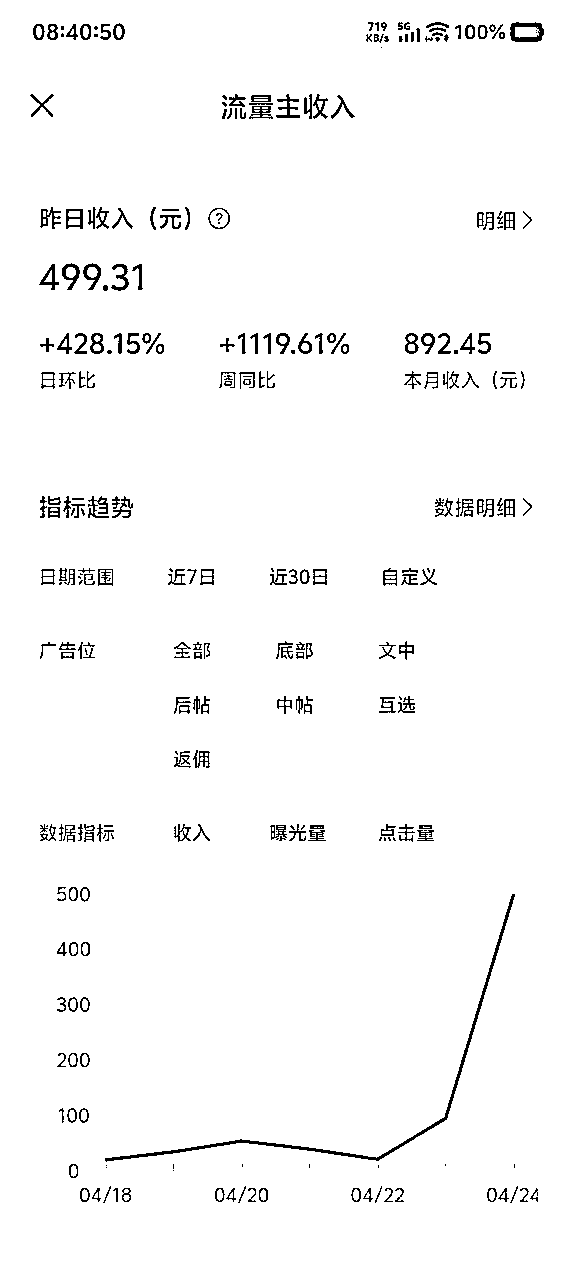 08:40:50 719 KB/s 5G 100%
流量主收入
昨日收入（元）? 明细>
499.31
+428.15% +1119.61% 892.45
日环比 周同比 本月收入（元）
指标趋势 数据明细>
日期范围 近7日 近30日 自定义
广告位 全部 底部 文中
后帖 中帖 互选
返佣
数据指标 收入 曝光量 点击量
500
400
300
200
100
0
04/18 04/20 04/22 04/24